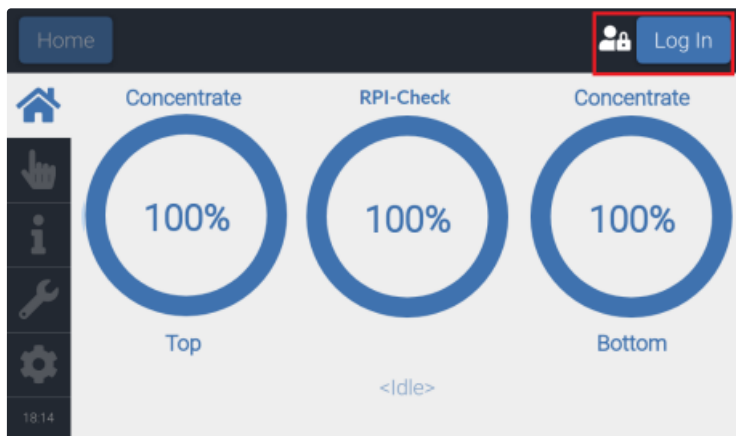 Home
Log In
Concentrate RPI-Check Concentrate
100% 100% 100%
Top Bottom
<Idle>
18:14